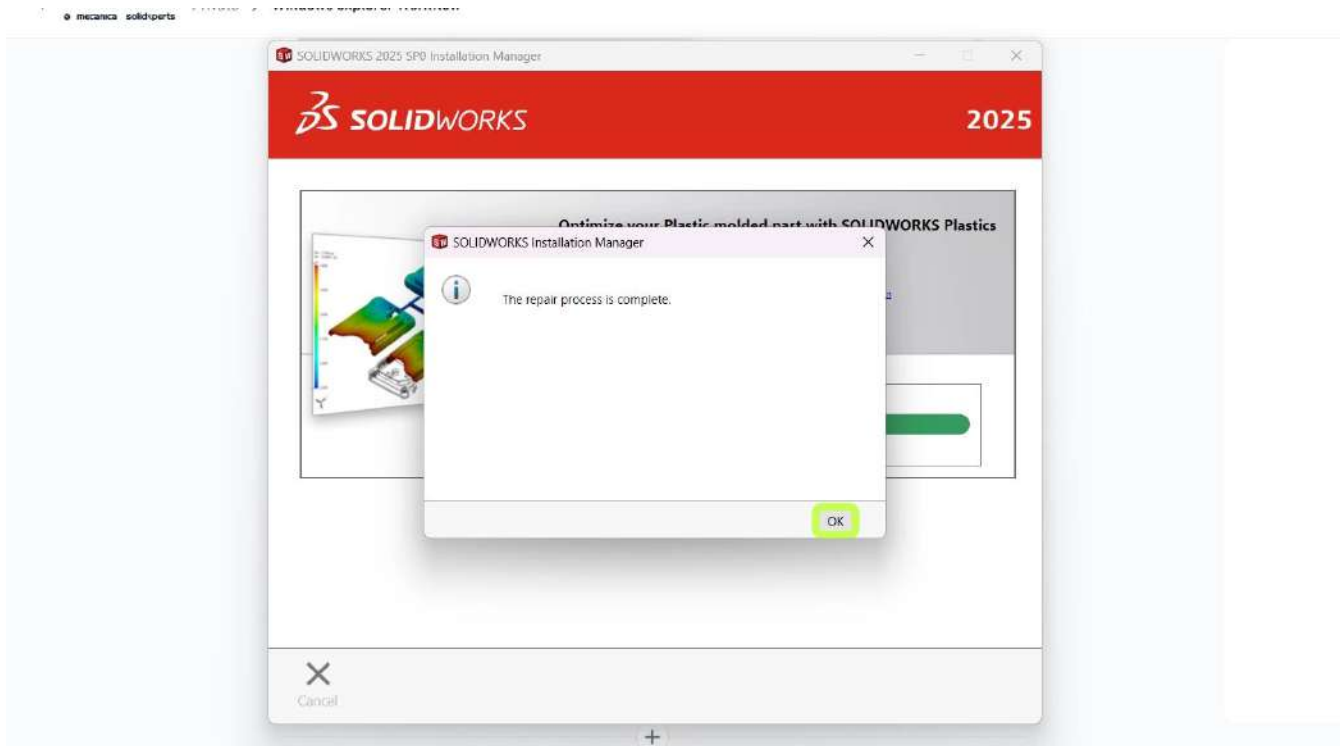 mecanica solidxperts
SOLIDWORKS 2025 SP0 Installation Manager
SOLIDWORKS
2025
Optimize your Plastic molded part with SOLIDWORKS Plastics
SOLIDWORKS Installation Manager
The repair process is complete.
OK
Cancel